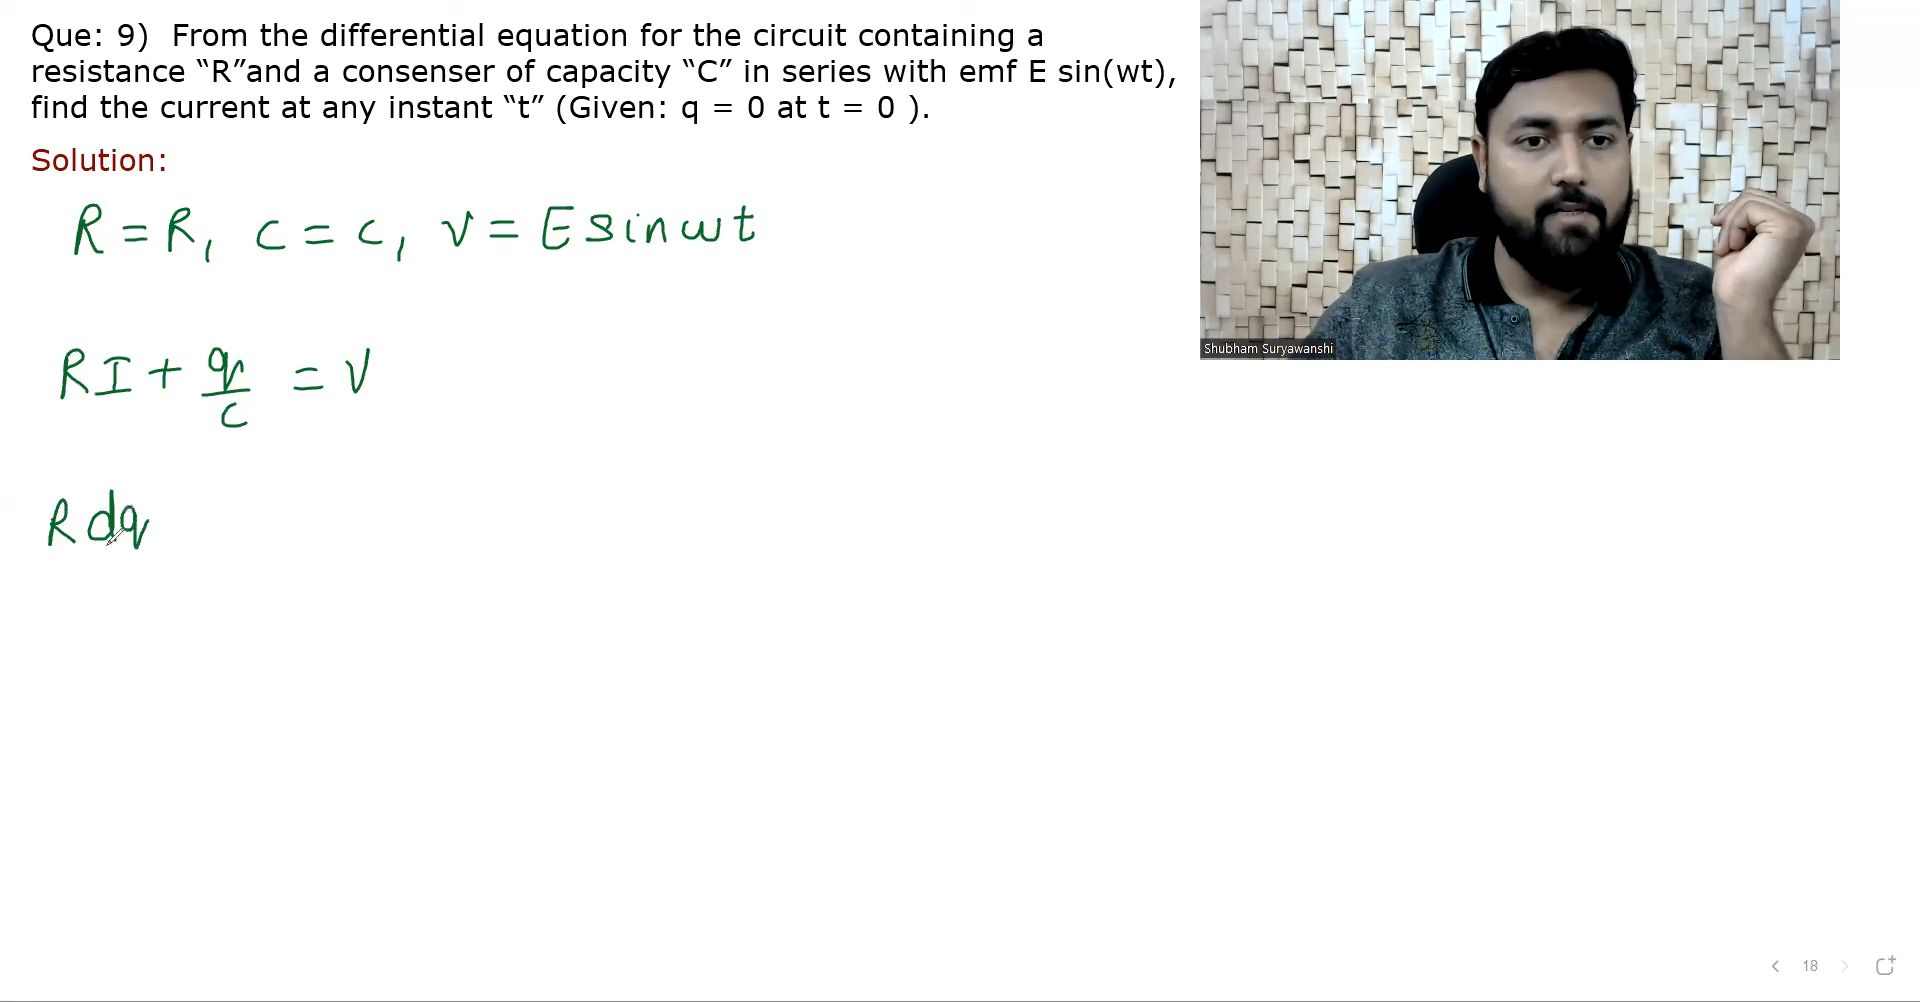 Que: 9)  From the differential equation for the circuit containing a
resistance “R”and a consenser of capacity “C” in series with emf E sin(wt),
find the current at any instant “t” (Given: q = 0 at t = 0 ).
Solution:
R = R, c = c, v = E sin ωt
RI + q/c = V
R dq
Shubham Suryawanshi
18